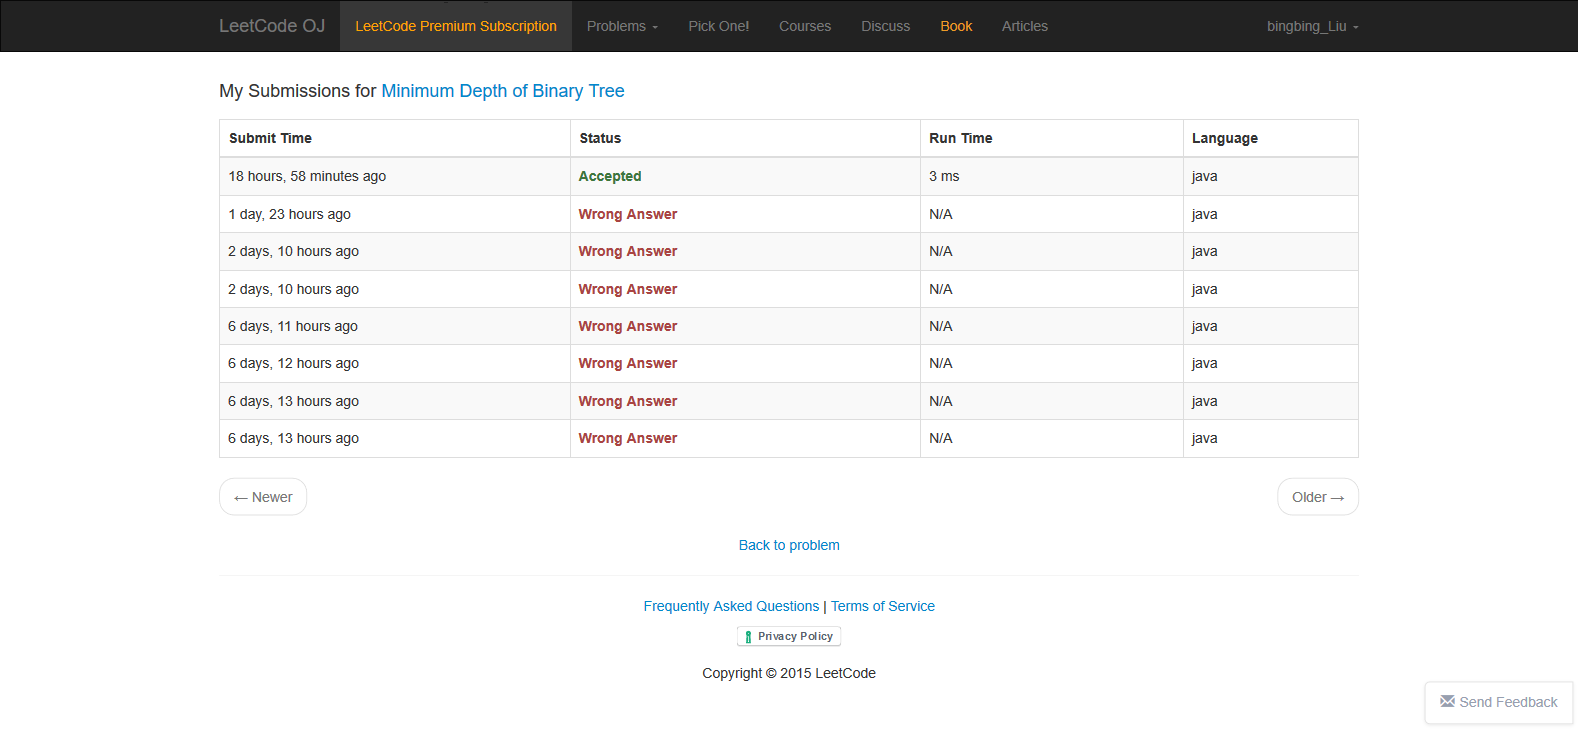 LeetCode OJ LeetCode Premium Subscription Problems Pick One! Courses Discuss Book Articles bingbing_Liu
My Submissions for Minimum Depth of Binary Tree
Submit Time Status Run Time Language
18 hours, 58 minutes ago Accepted 3 ms java
1 day, 23 hours ago Wrong Answer N/A java
2 days, 10 hours ago Wrong Answer N/A java
2 days, 10 hours ago Wrong Answer N/A java
6 days, 11 hours ago Wrong Answer N/A java
6 days, 12 hours ago Wrong Answer N/A java
6 days, 13 hours ago Wrong Answer N/A java
6 days, 13 hours ago Wrong Answer N/A java
← Newer Older →
Back to problem
Frequently Asked Questions | Terms of Service
Privacy Policy
Copyright © 2015 LeetCode
Send Feedback